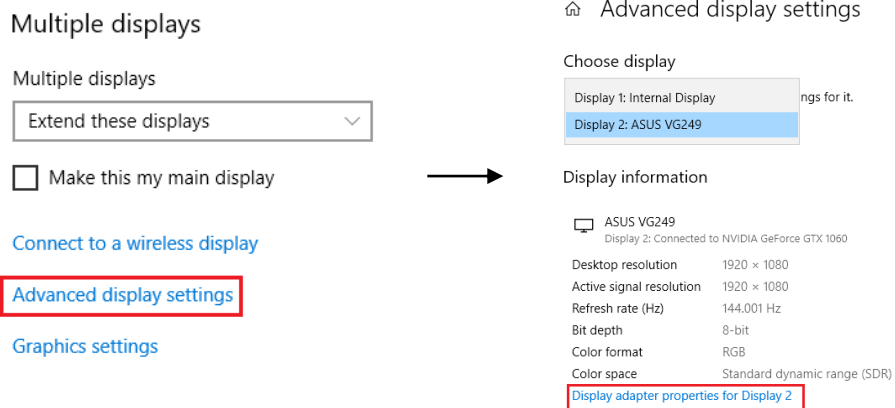 Multiple displays
Multiple displays
Extend these displays
Make this my main display
Connect to a wireless display
Advanced display settings
Graphics settings
Advanced display settings
Choose display
Display 1: Internal Display
ngs for it.
Display 2: ASUS VG249
Display information
ASUS VG249
Display 2: Connected to NVIDIA GeForce GTX 1060
Desktop resolution 1920 × 1080
Active signal resolution 1920 × 1080
Refresh rate (Hz) 144.001 Hz
Bit depth 8-bit
Color format RGB
Color space Standard dynamic range (SDR)
Display adapter properties for Display 2